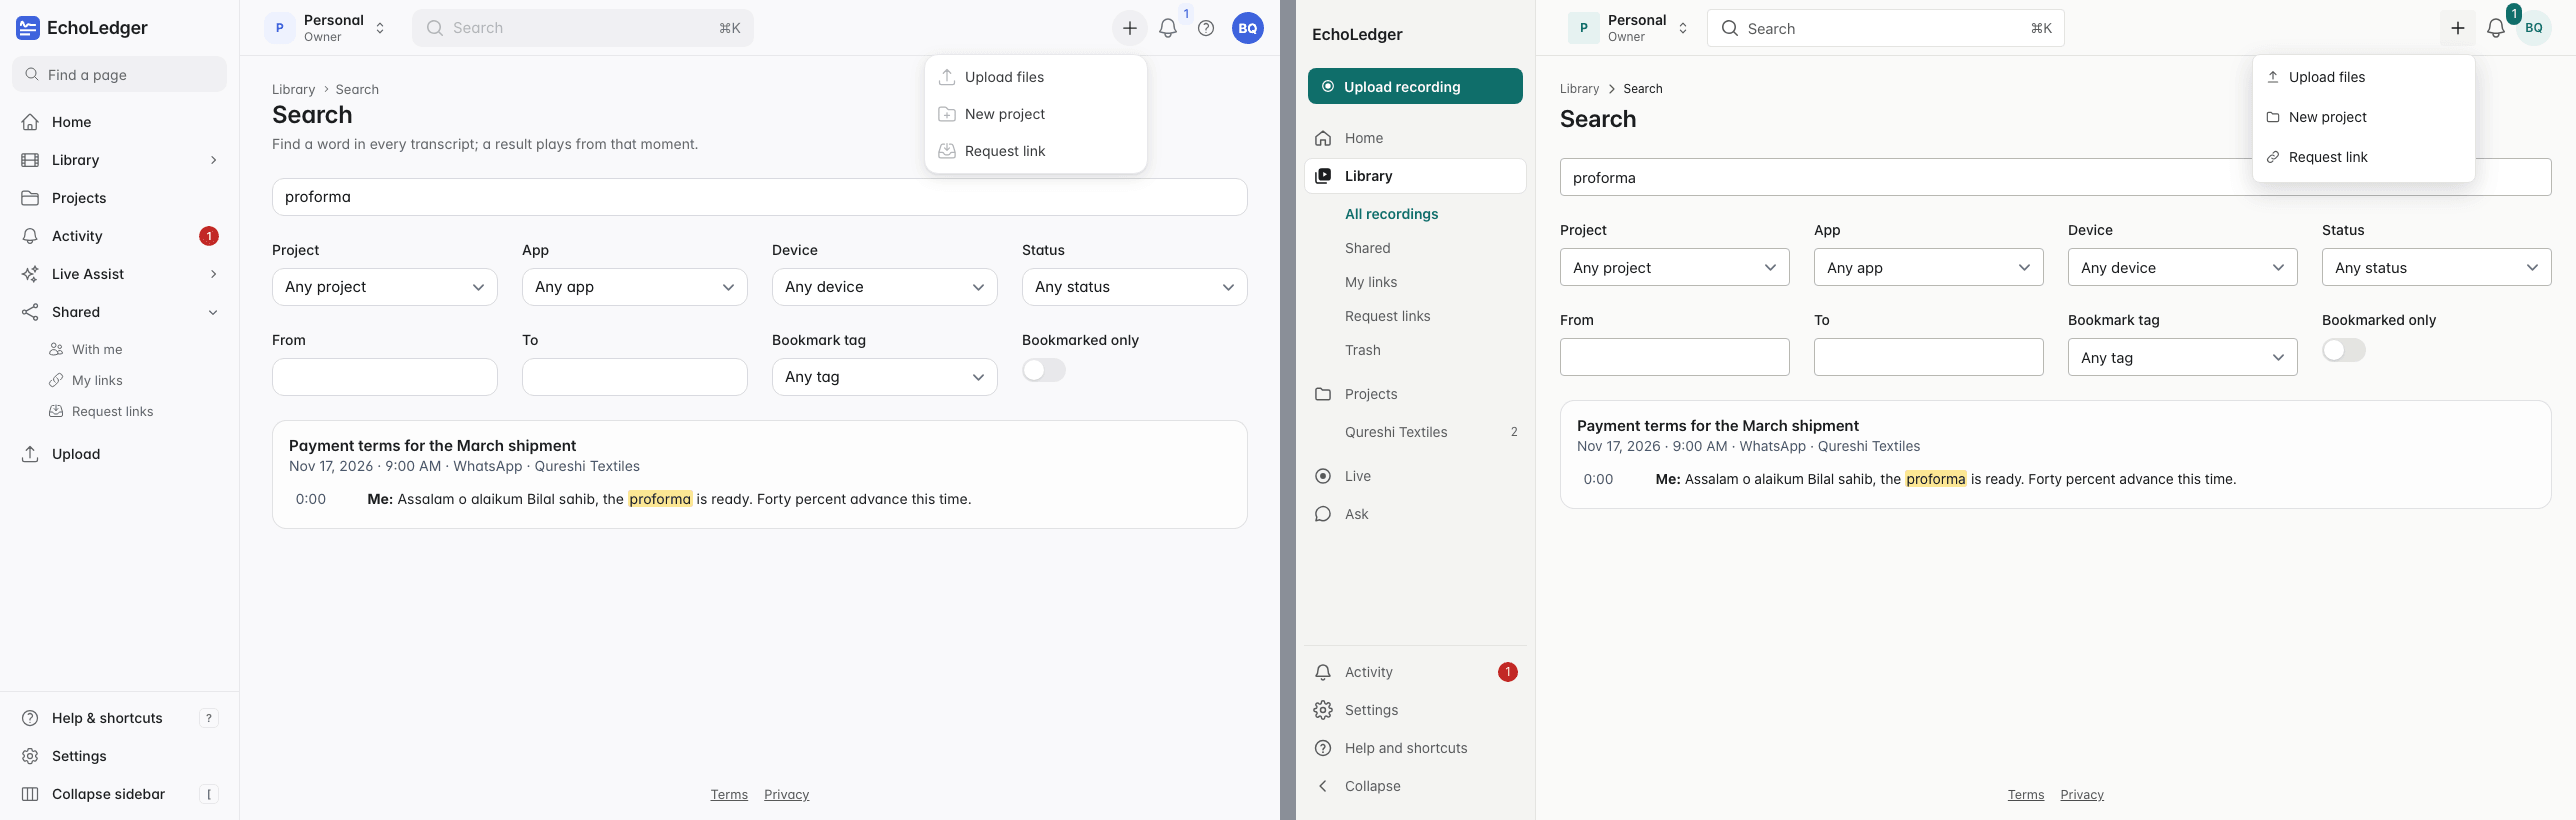 EchoLedger
Find a page
Home
Library
Projects
Activity 1
Live Assist
Shared
With me
My links
Request links
Upload
Help & shortcuts ?
Settings
Collapse sidebar [
P Personal
Owner
Search ⌘K
1
BQ
Upload files
New project
Request link
Library › Search
Search
Find a word in every transcript; a result plays from that moment.
proforma
Project App Device Status
Any project Any app Any device Any status
From To Bookmark tag Bookmarked only
Any tag
Payment terms for the March shipment
Nov 17, 2026 · 9:00 AM · WhatsApp · Qureshi Textiles
0:00 Me: Assalam o alaikum Bilal sahib, the proforma is ready. Forty percent advance this time.
Terms Privacy
EchoLedger
Upload recording
Home
Library
All recordings
Shared
My links
Request links
Trash
Projects
Qureshi Textiles 2
Live
Ask
Activity 1
Settings
Help and shortcuts
Collapse
P Personal
Owner
Search ⌘K
1
BQ
Upload files
New project
Request link
Library > Search
Search
proforma
Project App Device Status
Any project Any app Any device Any status
From To Bookmark tag Bookmarked only
Any tag
Payment terms for the March shipment
Nov 17, 2026 · 9:00 AM · WhatsApp · Qureshi Textiles
0:00 Me: Assalam o alaikum Bilal sahib, the proforma is ready. Forty percent advance this time.
Terms Privacy